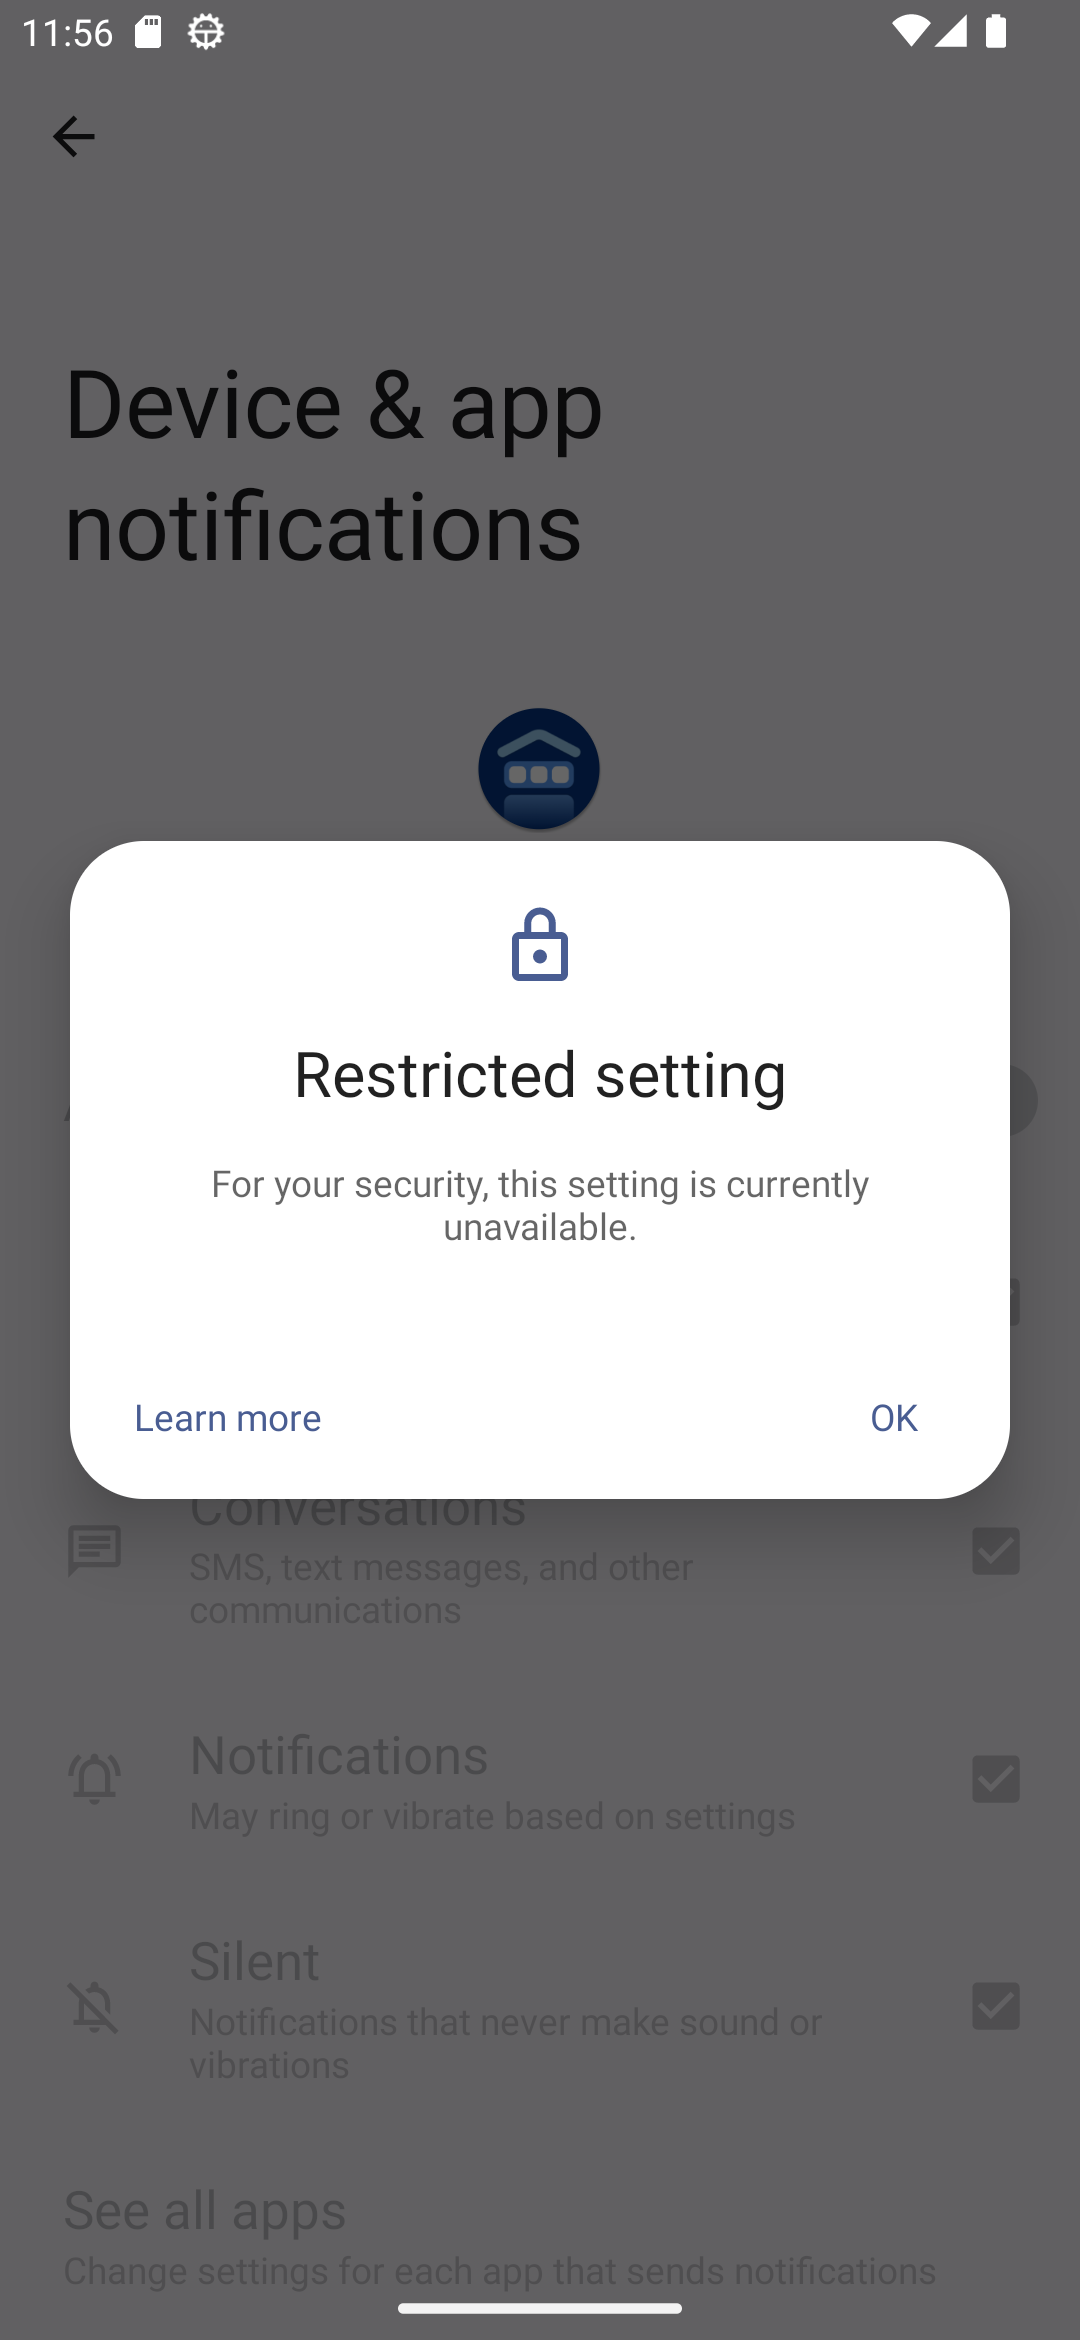 11:56
Device & app
notifications
Restricted setting
For your security, this setting is currently
unavailable.
Learn more
OK
Conversations
SMS, text messages, and other
communications
Notifications
May ring or vibrate based on settings
Silent
Notifications that never make sound or
vibrations
See all apps
Change settings for each app that sends notifications